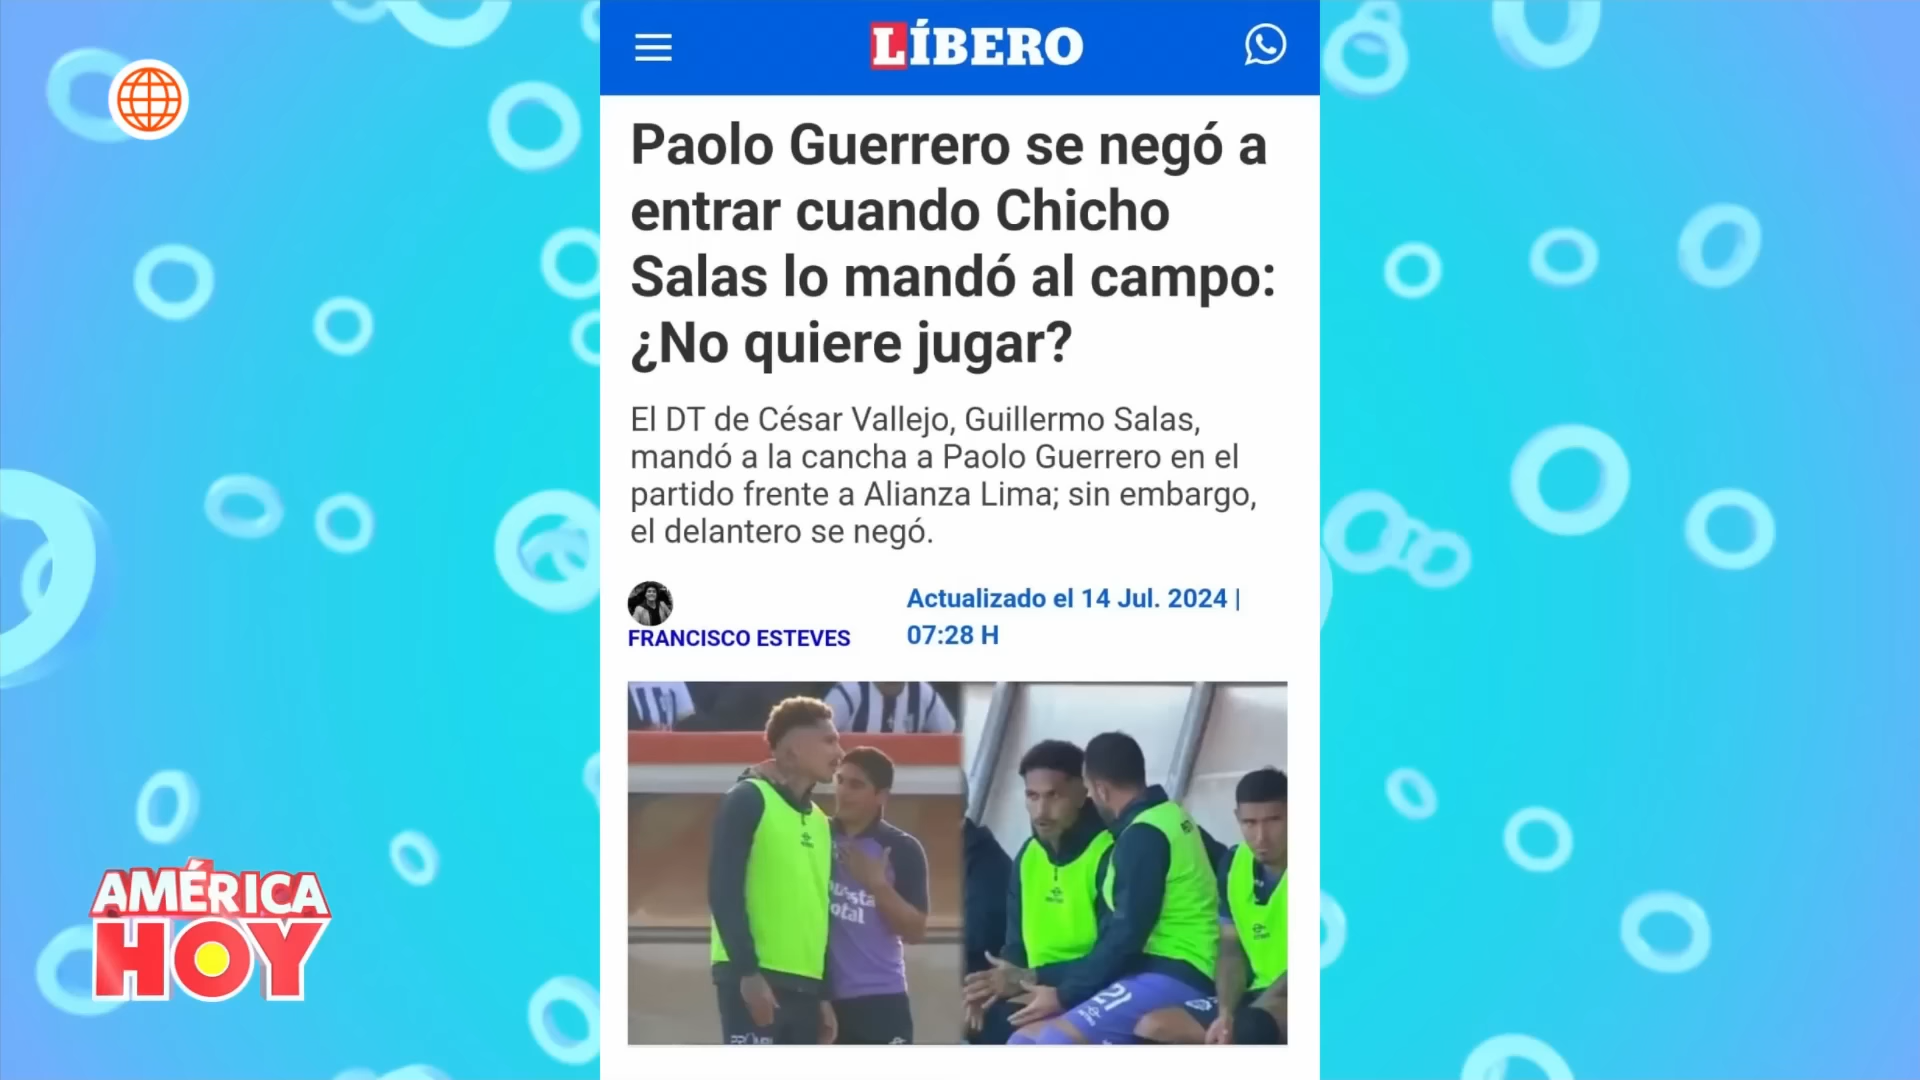 LÍBERO
Paolo Guerrero se negó a
entrar cuando Chicho
Salas lo mandó al campo:
¿No quiere jugar?
El DT de César Vallejo, Guillermo Salas,
mandó a la cancha a Paolo Guerrero en el
partido frente a Alianza Lima; sin embargo,
el delantero se negó.
FRANCISCO ESTEVES
Actualizado el 14 Jul. 2024 |
07:28 H
21
AMÉRICA
HOY